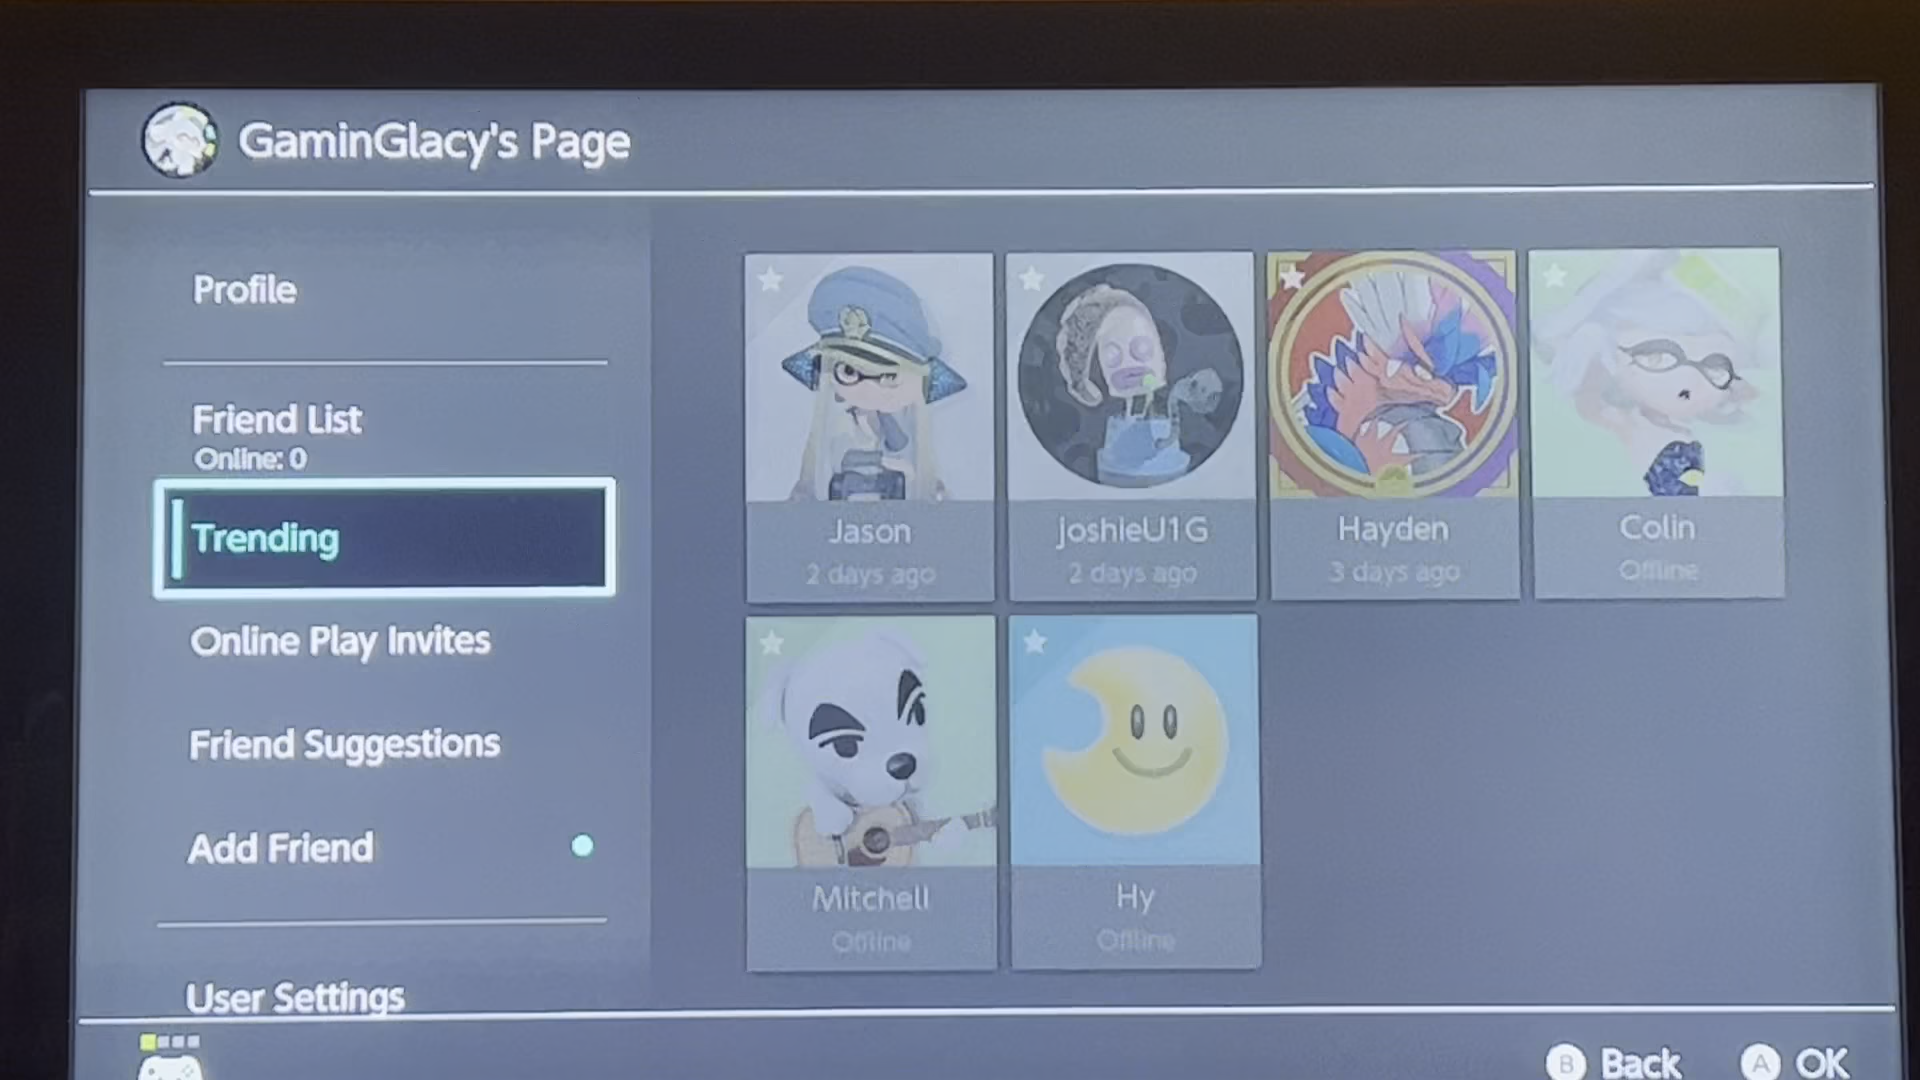 GaminGlacy's Page
Profile
Friend List
Online: 0
Trending
Online Play Invites
Friend Suggestions
Add Friend
User Settings
Jason
2 days ago
joshieU1G
2 days ago
Hayden
3 days ago
Colin
Offline
Mitchell
Offline
Hy
Offline
B Back
A OK